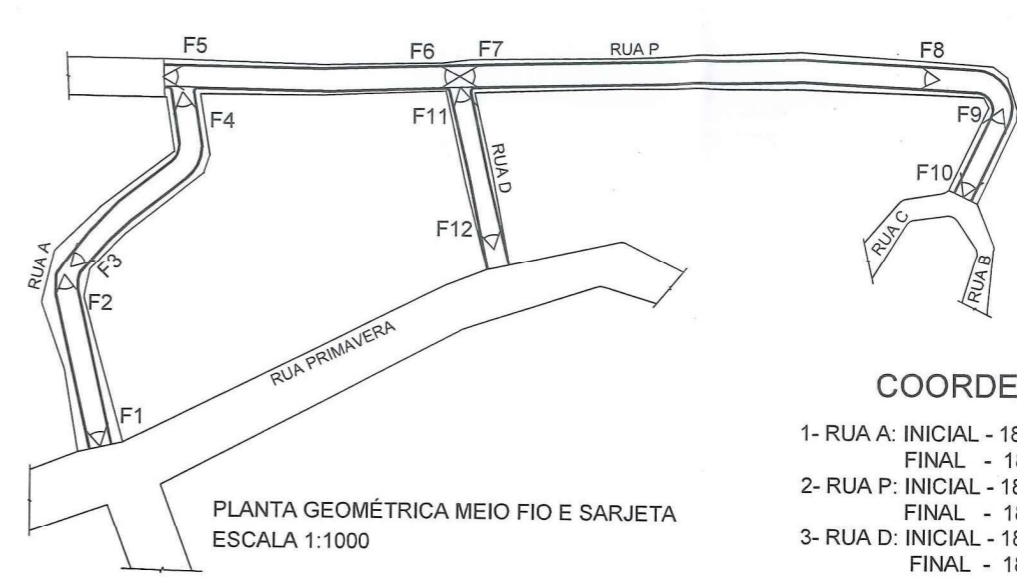 F5
F6
F7
RUA P
F8
F4
F11
F9
RUA D
F10
F12
RUA A
F3
F2
RUA C
RUA B
RUA PRIMAVERA
F1
COORDE
1- RUA A: INICIAL - 18
FINAL - 18
2- RUA P: INICIAL - 18
FINAL - 18
3- RUA D: INICIAL - 18
FINAL - 18
PLANTA GEOMÉTRICA MEIO FIO E SARJETA
ESCALA 1:1000